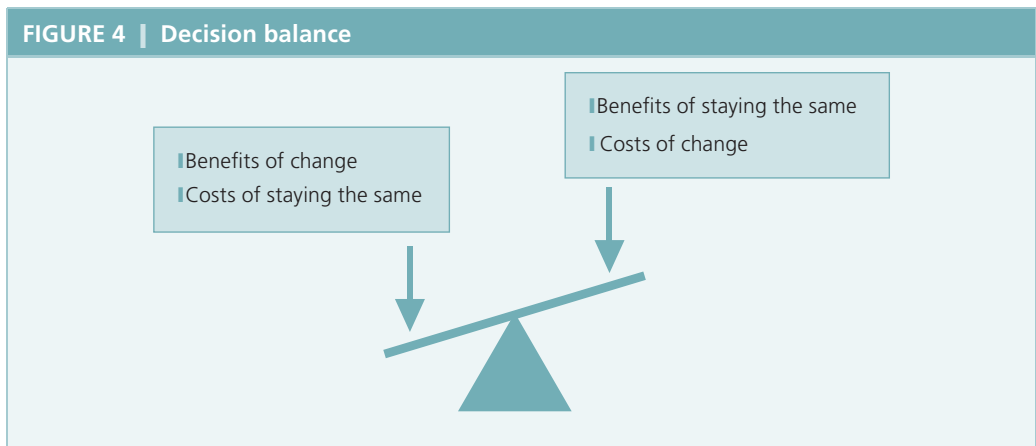 FIGURE 4 | Decision balance
Benefits of change
Costs of staying the same
Benefits of staying the same
Costs of change